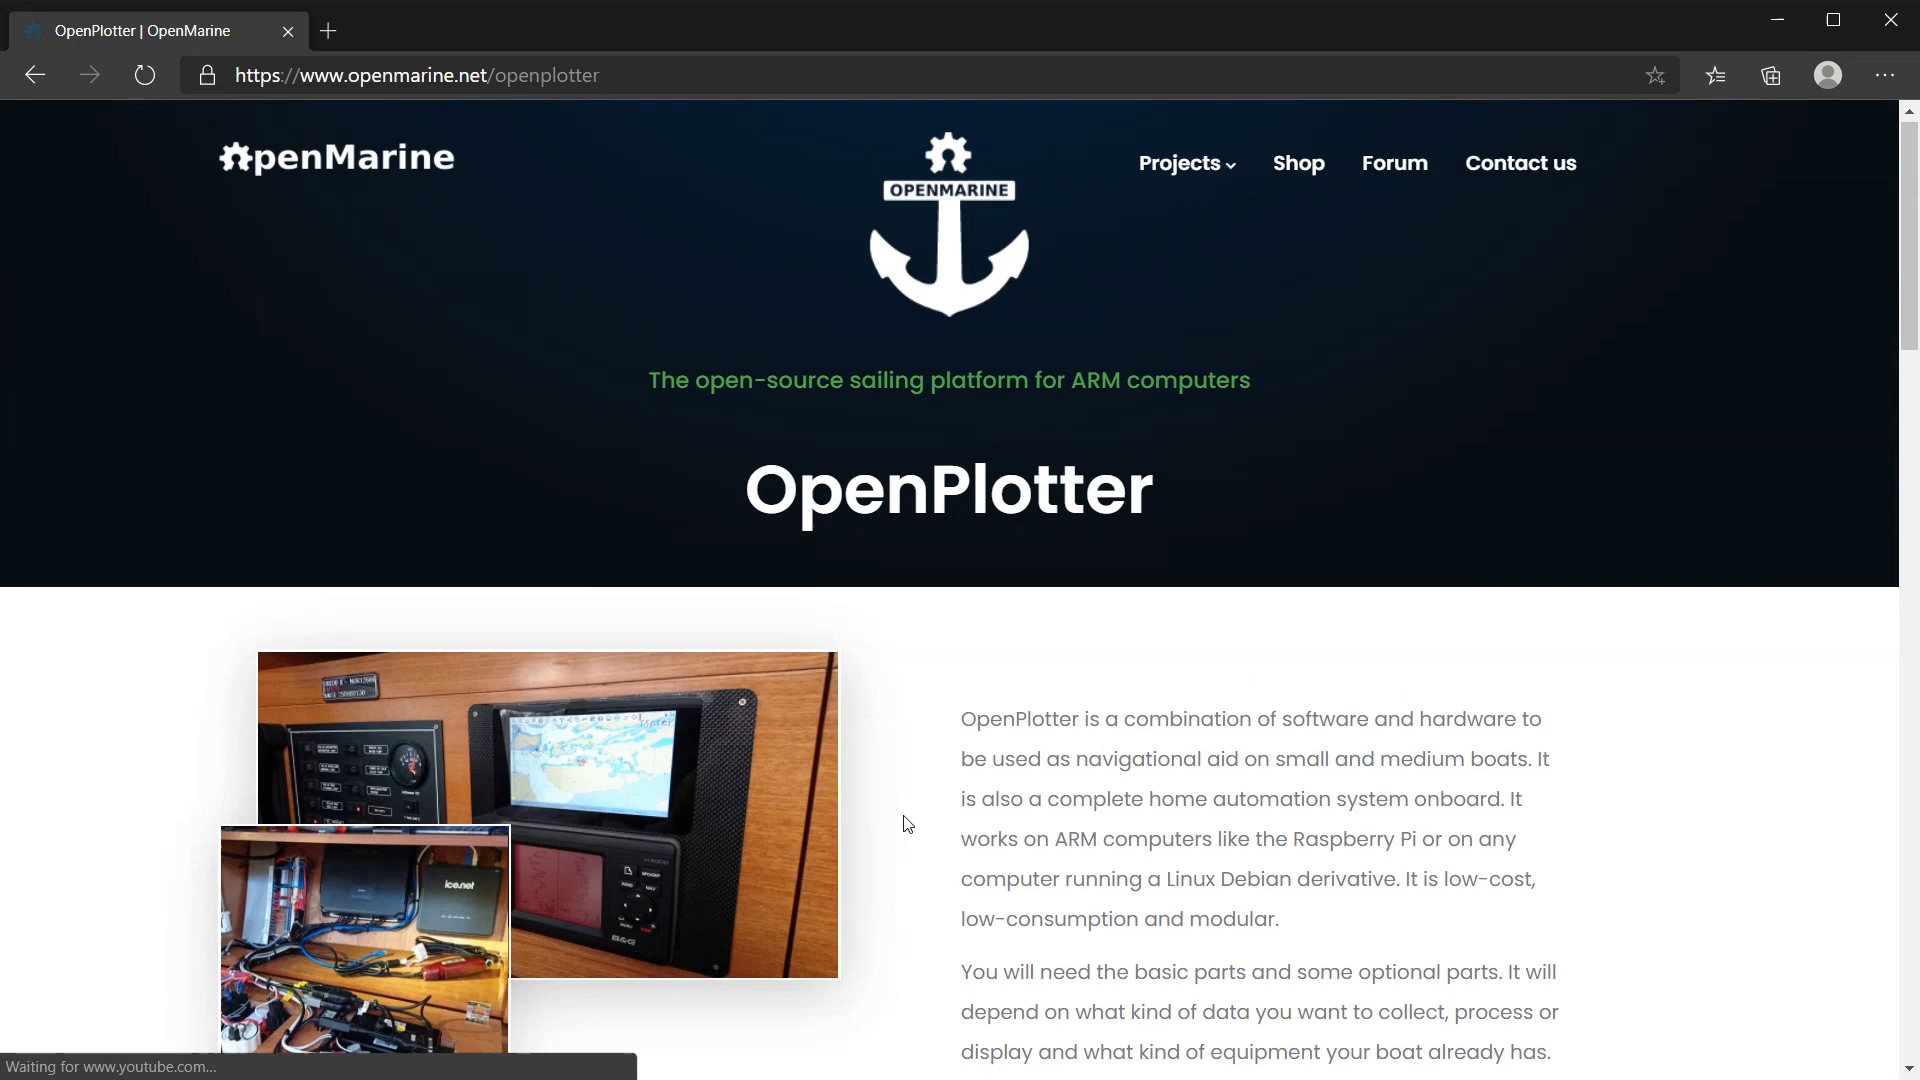 OpenPlotter | OpenMarine
https://www.openmarine.net/openplotter
OpenMarine
OPENMARINE
Projects
Shop
Forum
Contact us
The open-source sailing platform for ARM computers
OpenPlotter
OpenPlotter is a combination of software and hardware to
be used as navigational aid on small and medium boats. It
is also a complete home automation system onboard. It
works on ARM computers like the Raspberry Pi or on any
computer running a Linux Debian derivative. It is low-cost,
low-consumption and modular.
You will need the basic parts and some optional parts. It will
depend on what kind of data you want to collect, process or
display and what kind of equipment your boat already has.
ice.net
B&G
Waiting for www.youtube.com...